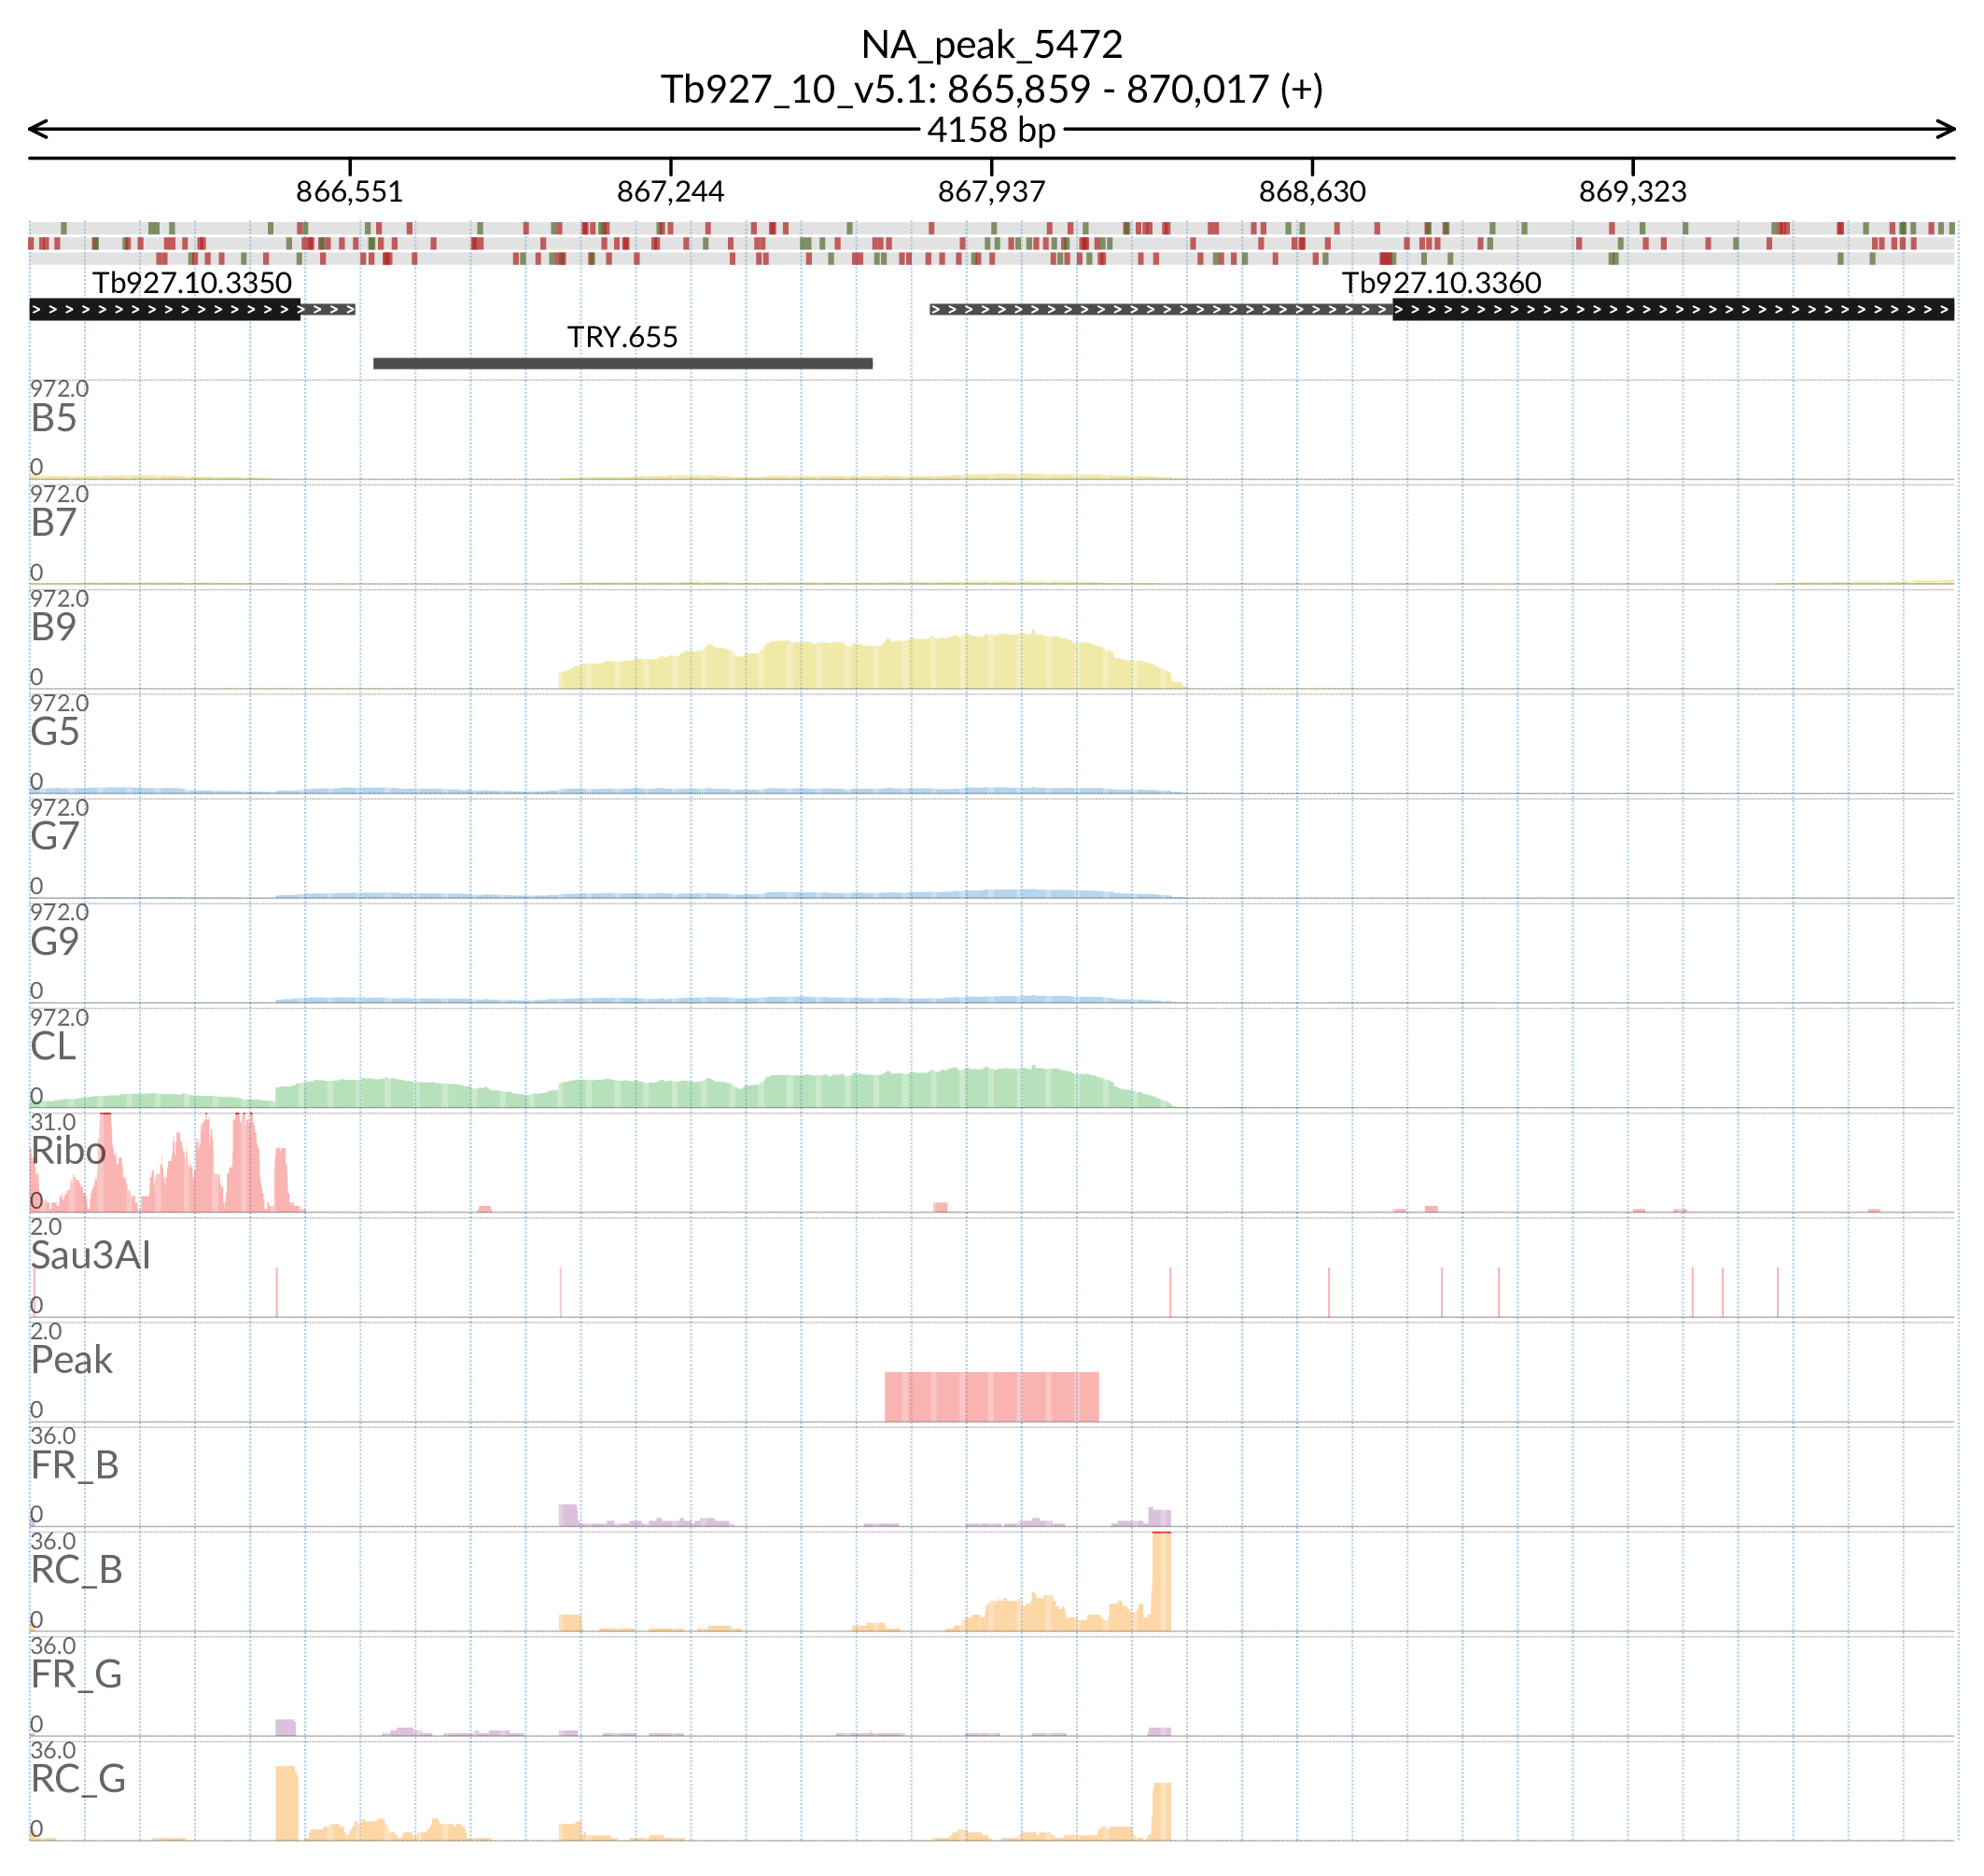 NA_peak_5472
Tb927_10_v5.1: 865,859 - 870,017 (+)
4158 bp
866,551 867,244 867,937 868,630 869,323
Tb927.10.3350 Tb927.10.3360
TRY.655
972.0
B5
0
972.0
B7
0
972.0
B9
0
972.0
G5
0
972.0
G7
0
972.0
G9
0
972.0
CL
0
31.0
Ribo
0
2.0
Sau3AI
0
2.0
Peak
0
36.0
FR_B
0
36.0
RC_B
0
36.0
FR_G
0
36.0
RC_G
0